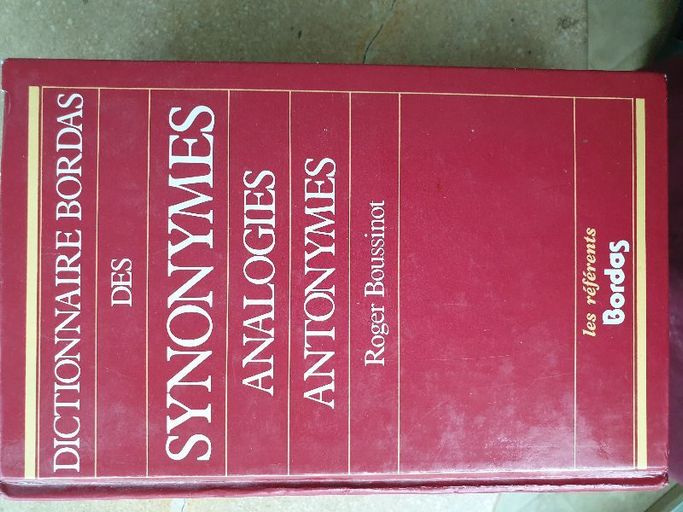 DICTIONNAIRE BORDAS
DES
SYNONYMES
ANALOGIES
ANTONYMES
Roger Boussinot
les référents
Bordas